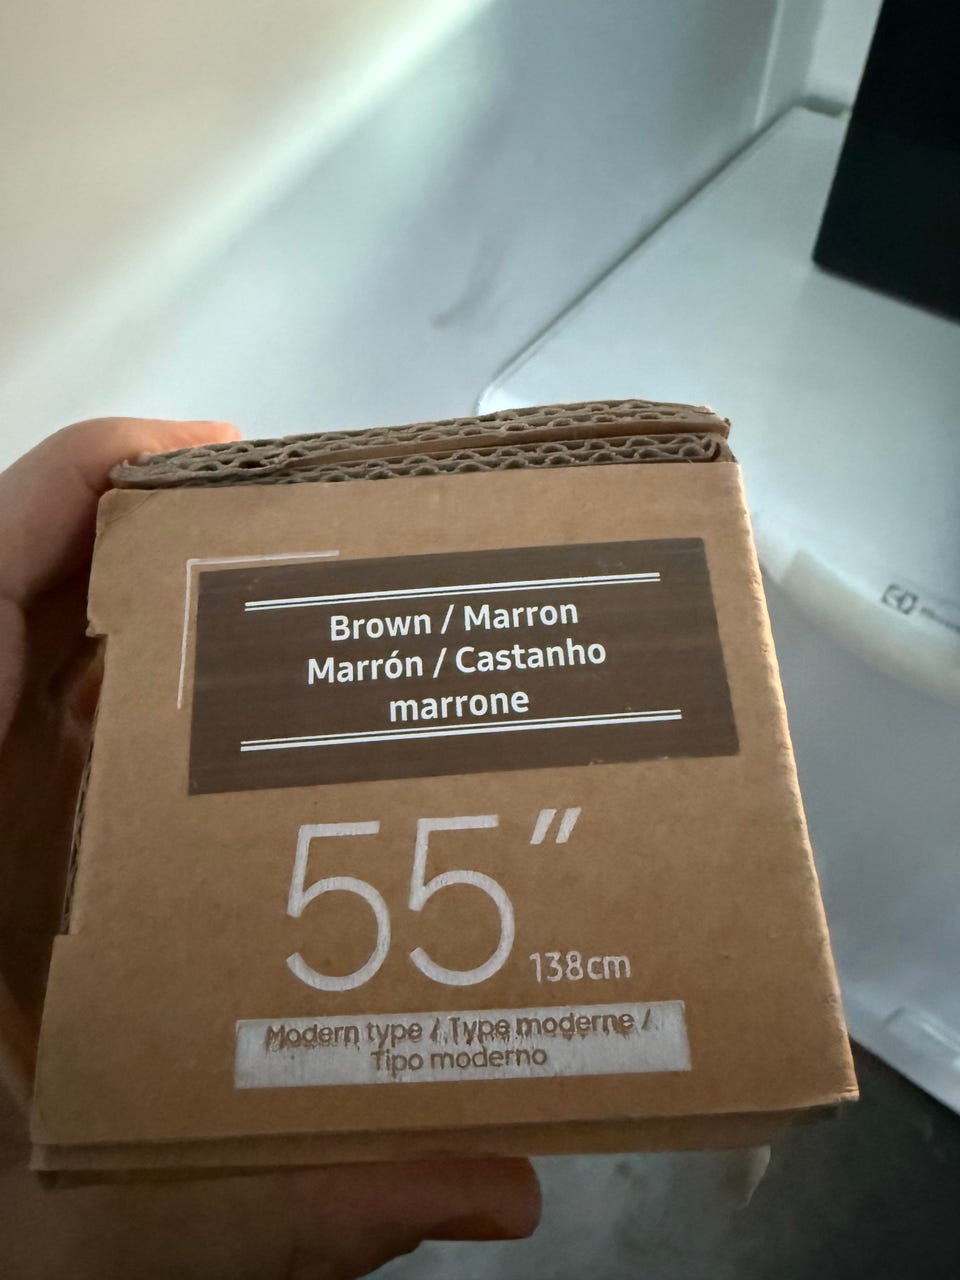 Brown / Marron
Marrón / Castanho
marrone
55"
138cm
Modern type / Type moderne /
Tipo moderno